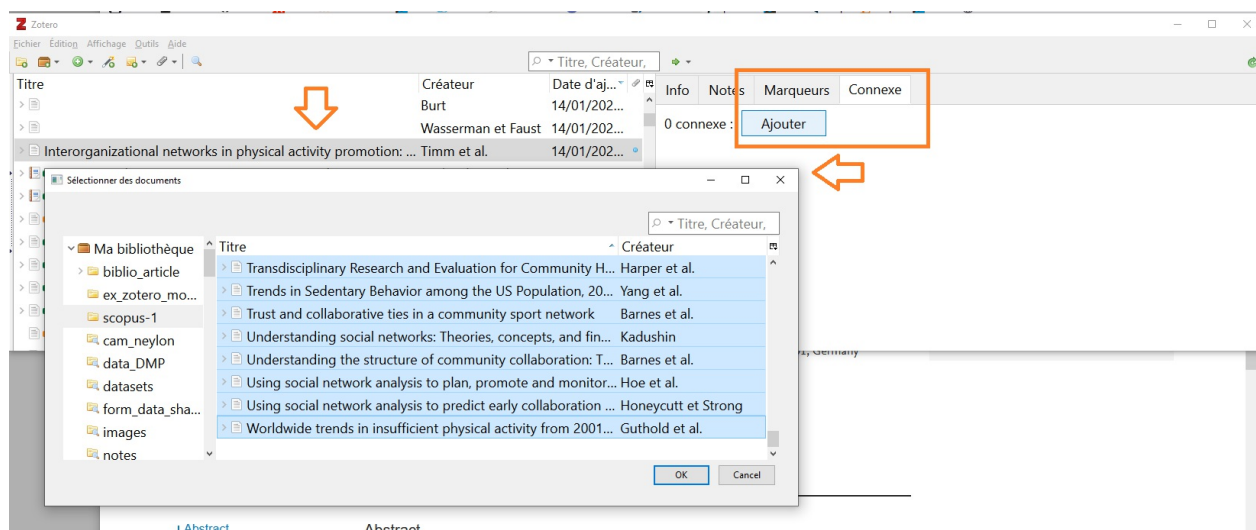 Zotero
Fichier Édition Affichage Outils Aide
Titre, Créateur,
Titre Créateur Date d'aj...
Info Notes Marqueurs Connexe
Burt 14/01/202...
0 connexe : Ajouter
Wasserman et Faust 14/01/202...
Interorganizational networks in physical activity promotion: ... Timm et al. 14/01/202...
Sélectionner des documents
Titre, Créateur,
Ma bibliothèque
biblio_article
ex_zotero_mo...
scopus-1
cam_neylon
data_DMP
datasets
form_data_sha...
images
notes
Titre Créateur
Transdisciplinary Research and Evaluation for Community H... Harper et al.
Trends in Sedentary Behavior among the US Population, 20... Yang et al.
Trust and collaborative ties in a community sport network Barnes et al.
Understanding social networks: Theories, concepts, and fin... Kadushin
Understanding the structure of community collaboration: T... Barnes et al.
Using social network analysis to plan, promote and monitor... Hoe et al.
Using social network analysis to predict early collaboration ... Honeycutt et Strong
Worldwide trends in insufficient physical activity from 2001... Guthold et al.
OK Cancel
Germany
Abstract Abstract